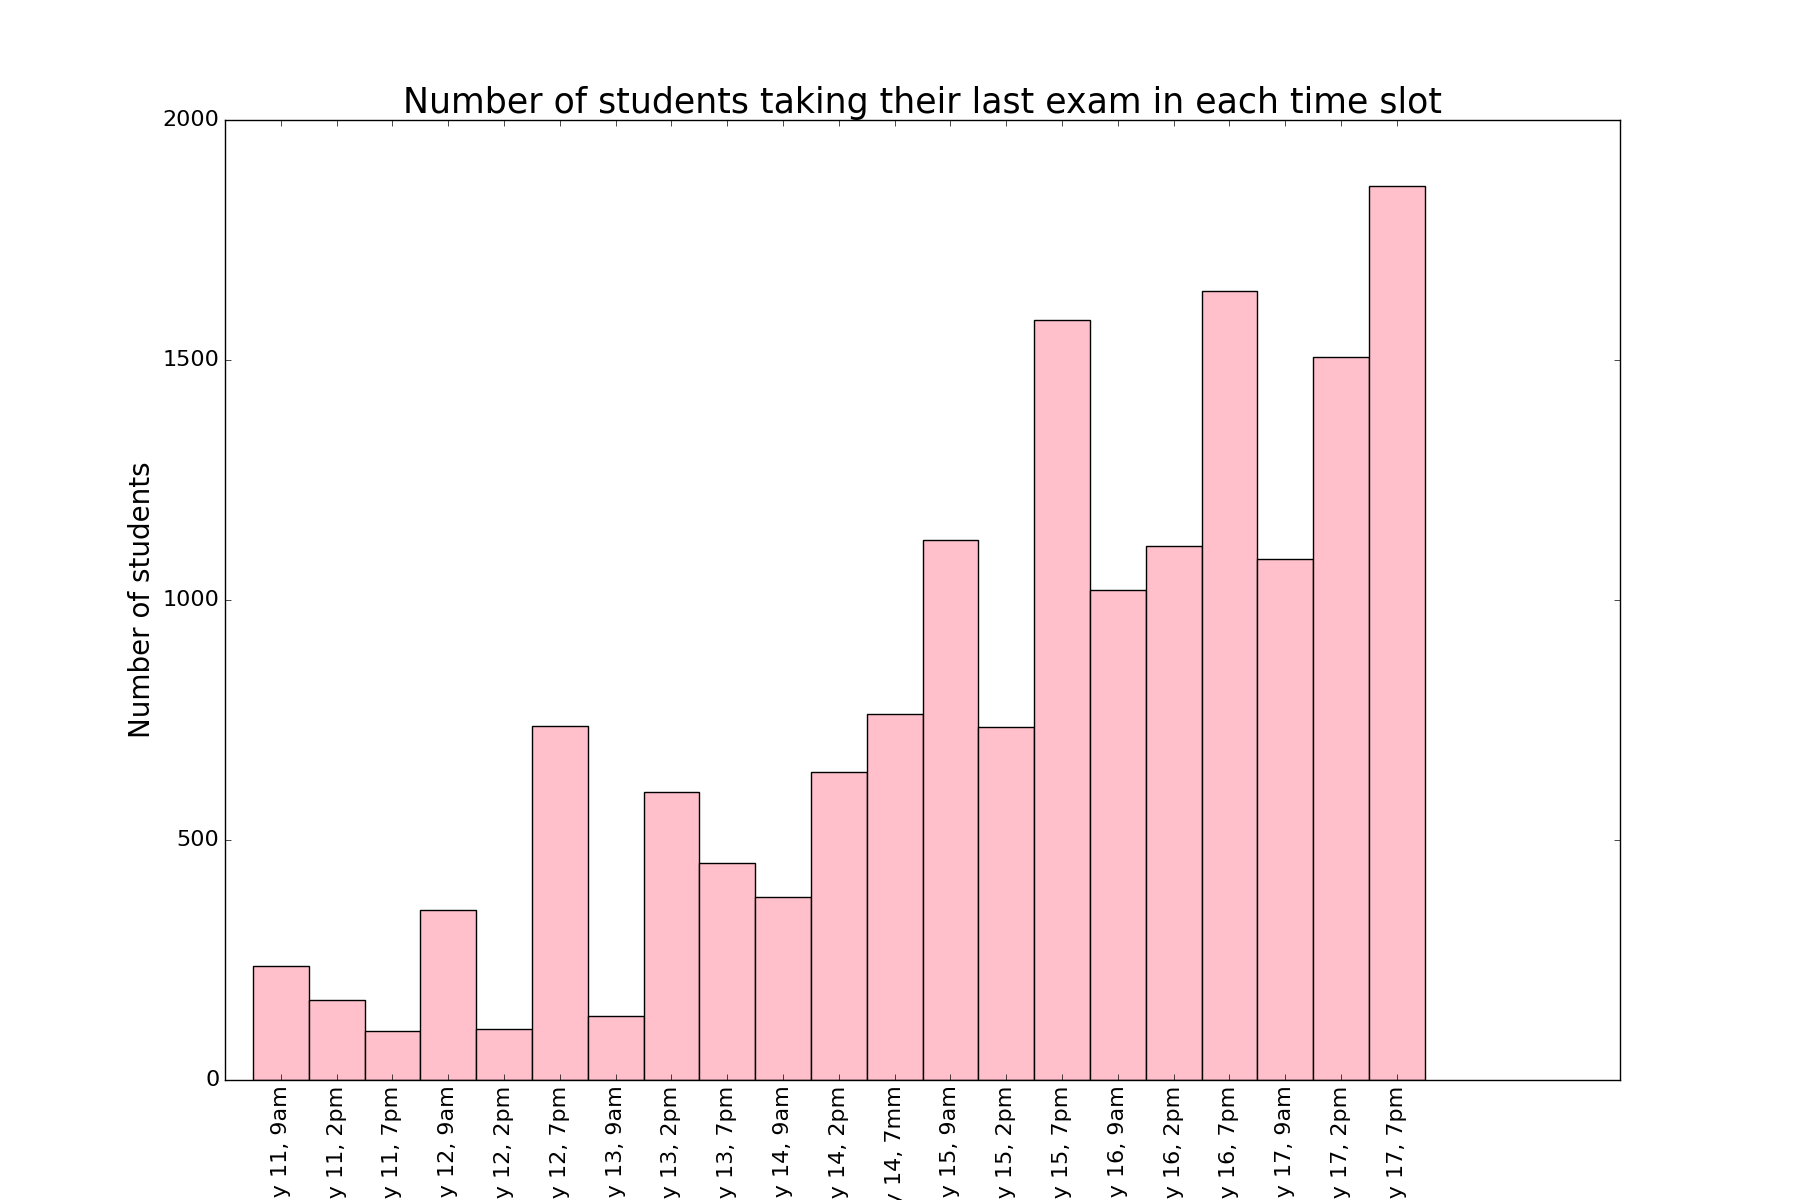 Number of students taking their last exam in each time slot
2000
1500
1000
500
0
Number of students
y 11, 9am
y 11, 2pm
y 11, 7pm
y 12, 9am
y 12, 2pm
y 12, 7pm
y 13, 9am
y 13, 2pm
y 13, 7pm
y 14, 9am
y 14, 2pm
y 14, 7mm
y 15, 9am
y 15, 2pm
y 15, 7pm
y 16, 9am
y 16, 2pm
y 16, 7pm
y 17, 9am
y 17, 2pm
y 17, 7pm